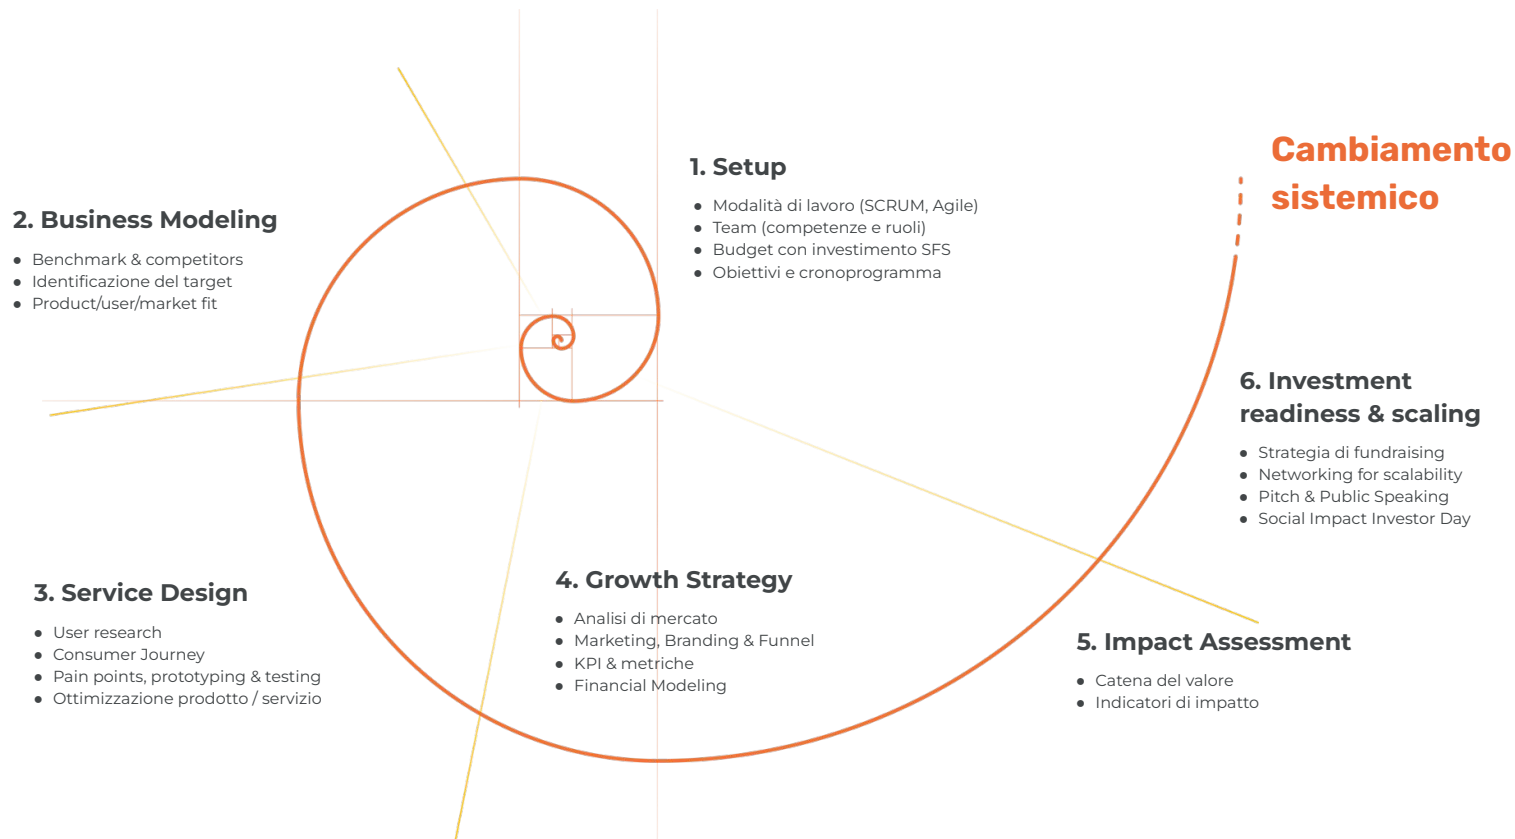 1. Setup
● Modalità di lavoro (SCRUM, Agile)
● Team (competenze e ruoli)
● Budget con investimento SFS
● Obiettivi e cronoprogramma
2. Business Modeling
● Benchmark & competitors
● Identificazione del target
● Product/user/market fit
3. Service Design
● User research
● Consumer Journey
● Pain points, prototyping & testing
● Ottimizzazione prodotto / servizio
4. Growth Strategy
● Analisi di mercato
● Marketing, Branding & Funnel
● KPI & metriche
● Financial Modeling
5. Impact Assessment
● Catena del valore
● Indicatori di impatto
6. Investment
readiness & scaling
● Strategia di fundraising
● Networking for scalability
● Pitch & Public Speaking
● Social Impact Investor Day
Cambiamento
sistemico